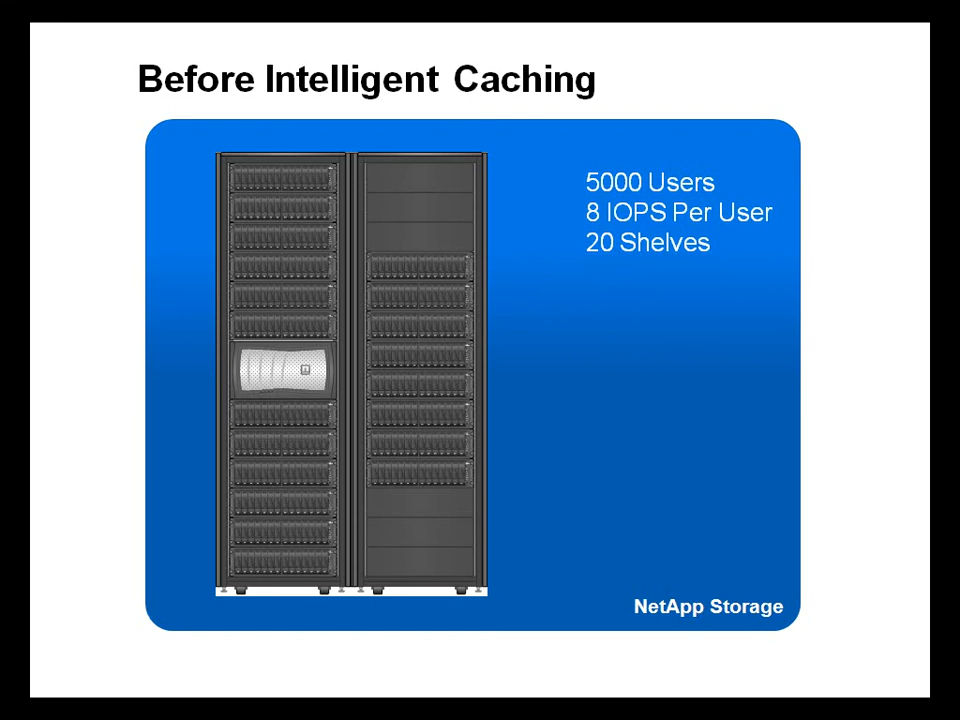 Before Intelligent Caching
5000 Users
8 IOPS Per User
20 Shelves
NetApp Storage